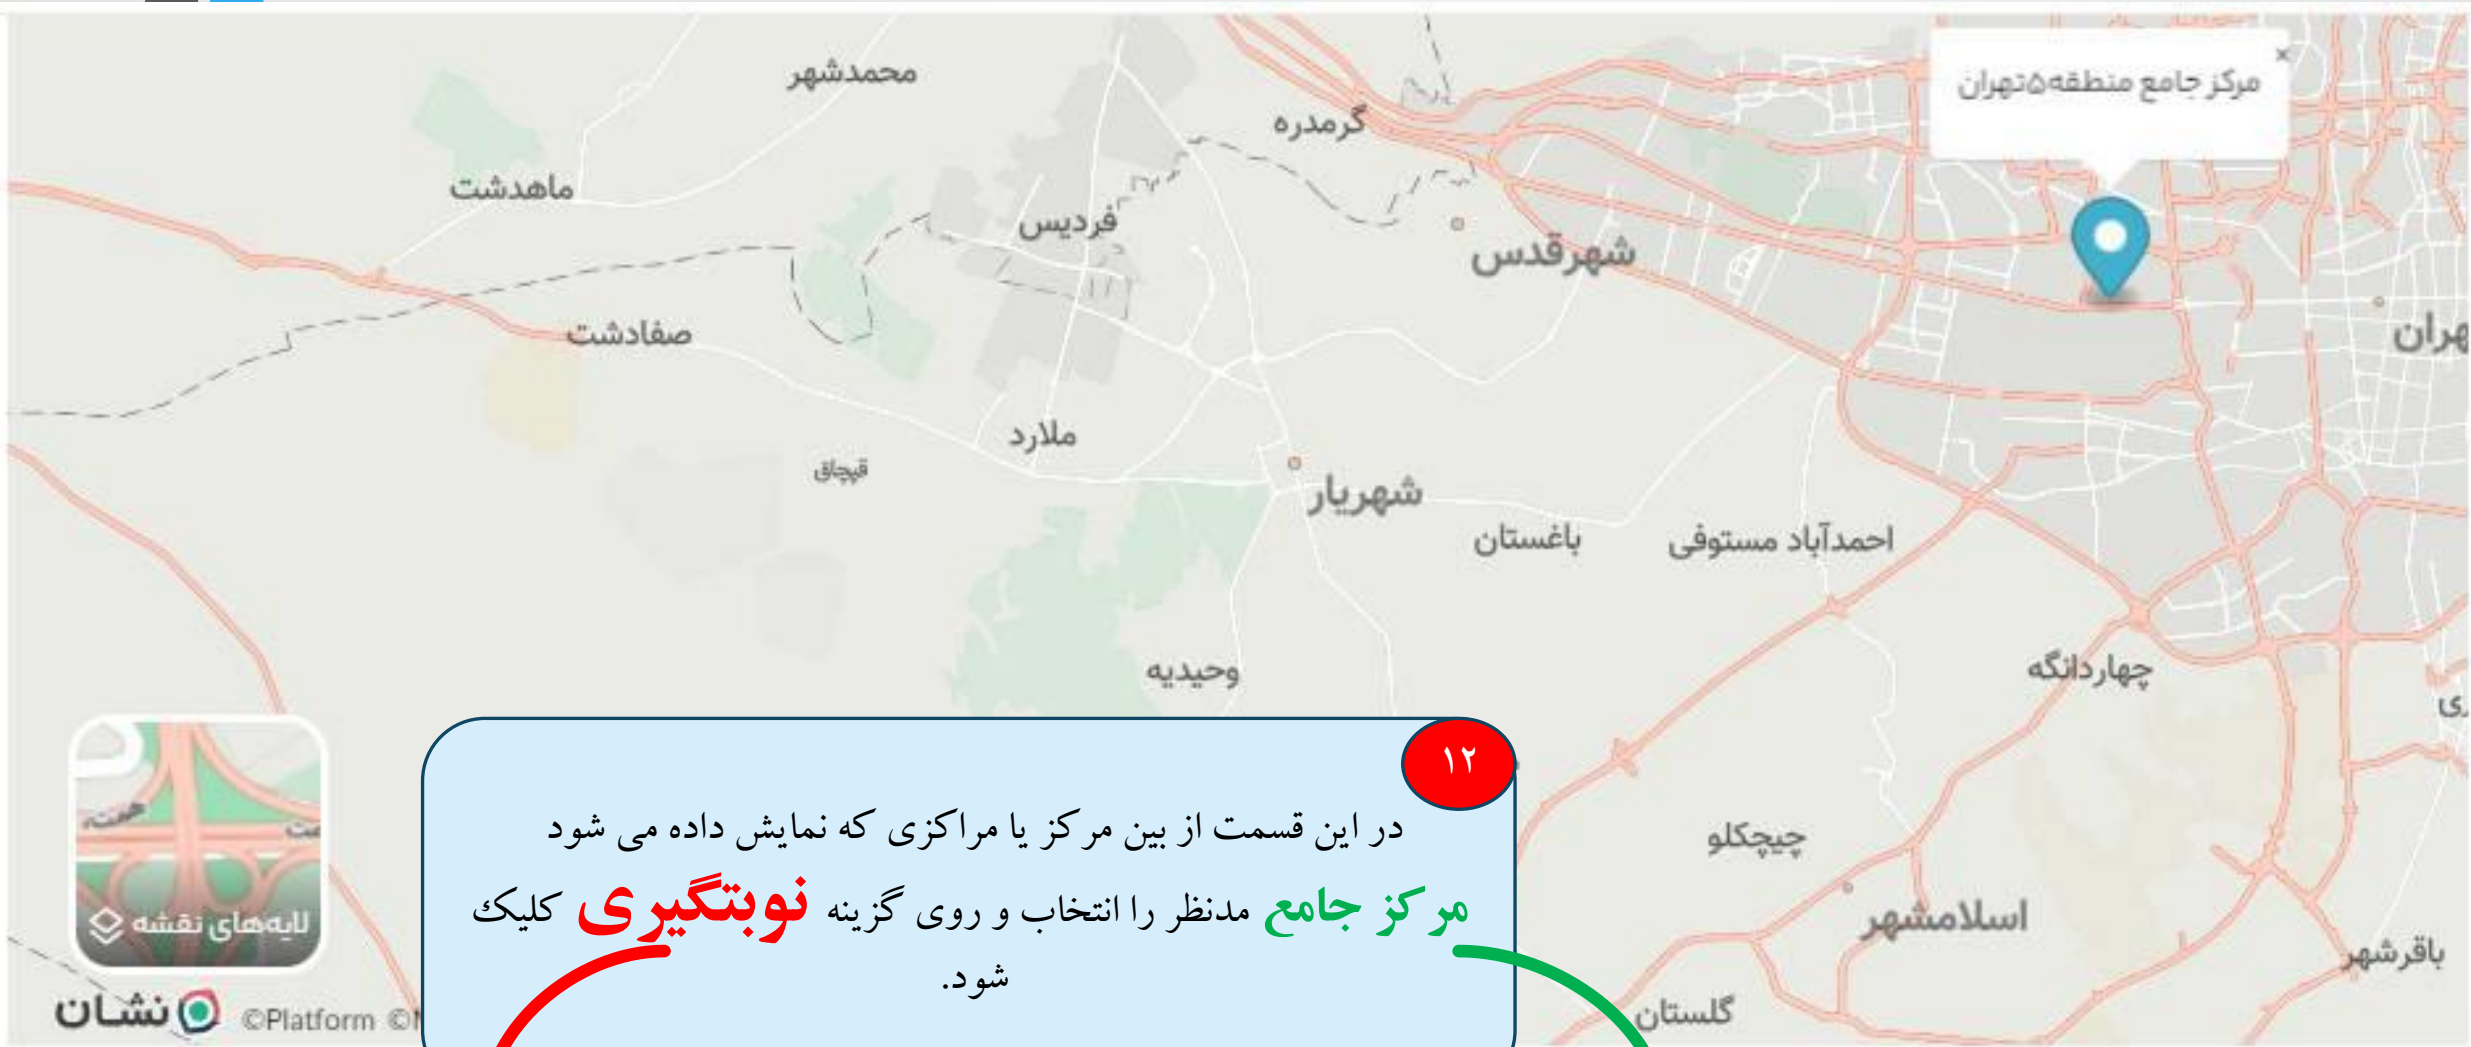 محمدشهر
مرکز جامع منطقه۵تهران
×
گرمدره
ماهدشت
فردیس
شهرقدس
صفادشت
ملارد
قپچاق
شهریار
باغستان
احمدآباد مستوفی
وحیدیه
چهاردانگه
۱۲
در این قسمت از بین مرکز یا مراکزی که نمایش داده می شود
مرکز جامع مدنظر را انتخاب و روی گزینه نوبتگیری کلیک
شود.
چیچکلو
اسلامشهر
باقرشهر
لایه‌های نقشه
گلستان
نشان
©Platform